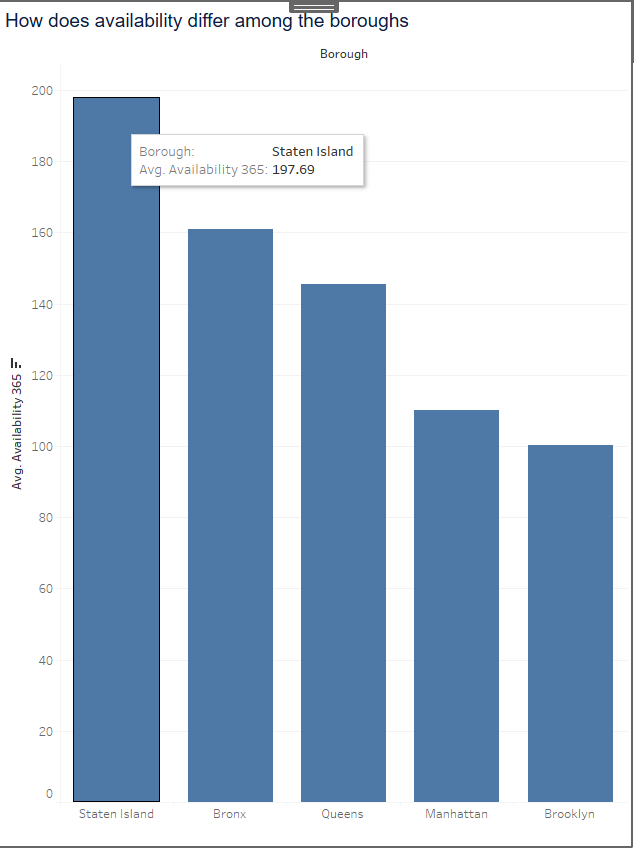 How does availability differ among the boroughs
Borough
200
180
160
140
120
100
80
60
40
20
0
Avg. Availability 365
Borough: Staten Island
Avg. Availability 365: 197.69
Staten Island
Bronx
Queens
Manhattan
Brooklyn